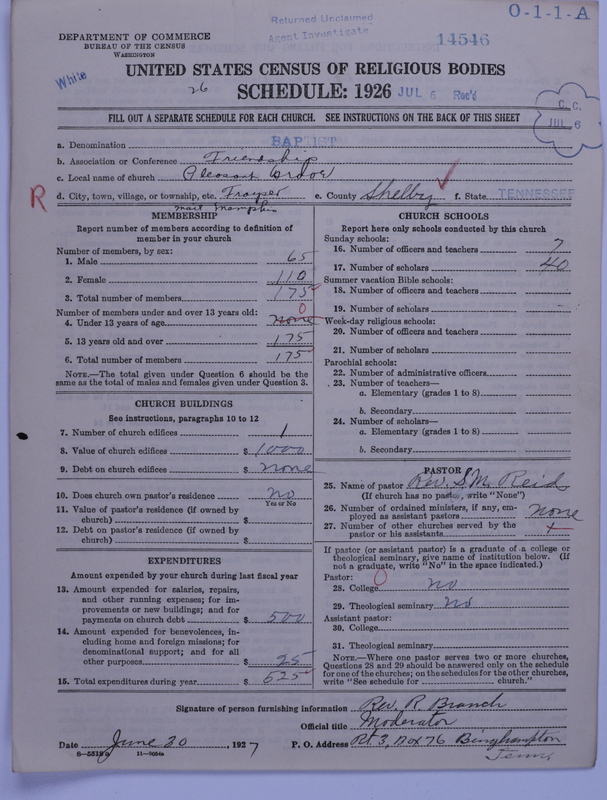 O-1-1-A
Returned Unclaimed
Agent Investigate
14546
DEPARTMENT OF COMMERCE
BUREAU OF THE CENSUS
WASHINGTON
White
UNITED STATES CENSUS OF RELIGIOUS BODIES
26
SCHEDULE: 1926 JUL 6 Rec'd
C. C.
JUL 6
FILL OUT A SEPARATE SCHEDULE FOR EACH CHURCH. SEE INSTRUCTIONS ON THE BACK OF THIS SHEET
a. Denomination BAPTIST
b. Association or Conference Friendship
c. Local name of church Pleasant
R
d. City, town, village, or township, etc. Frayser e. County Shelby f. State TENNESSEE
MEMBERSHIP
Report number of members according to definition of
member in your church
Number of members, by sex:
1. Male 65
2. Female 110
3. Total number of members 175
Number of members under and over 13 years old:
0
4. Under 13 years of age none
5. 13 years old and over 175
6. Total number of members 175
NOTE.—The total given under Question 6 should be the
same as the total of males and females given under Question 3.
CHURCH BUILDINGS
See instructions, paragraphs 10 to 12
7. Number of church edifices 1
8. Value of church edifices $ 1000
9. Debt on church edifices $ none
10. Does church own pastor's residence no
Yes or No
11. Value of pastor's residence (if owned by
church) $
12. Debt on pastor's residence (if owned by
church) $
EXPENDITURES
Amount expended by your church during last fiscal year
13. Amount expended for salaries, repairs,
and other running expenses; for im-
provements or new buildings; and for
payments on church debt $ 500
14. Amount expended for benevolences, in-
cluding home and foreign missions; for
denominational support; and for all
other purposes $ 25
15. Total expenditures during year $ 525
CHURCH SCHOOLS
Report here only schools conducted by this church
Sunday schools:
16. Number of officers and teachers 7
17. Number of scholars 40
Summer vacation Bible schools:
18. Number of officers and teachers
19. Number of scholars
Week-day religious schools:
20. Number of officers and teachers
21. Number of scholars
Parochial schools:
22. Number of administrative officers
23. Number of teachers—
a. Elementary (grades 1 to 8)
b. Secondary
24. Number of scholars—
a. Elementary (grades 1 to 8)
b. Secondary
PASTOR
25. Name of pastor Rev. S. M. Reid
(If church has no pastor, write "None")
26. Number of ordained ministers, if any, em-
ployed as assistant pastors none
27. Number of other churches served by the
pastor or his assistants
If pastor (or assistant pastor) is a graduate of a college or
theological seminary, give name of institution below. (If
not a graduate, write "No" in the space indicated.)
Pastor:
0
28. College no
29. Theological seminary no
Assistant pastor:
30. College
31. Theological seminary
NOTE.—Where one pastor serves two or more churches,
Questions 28 and 29 should be answered only on the schedule
for one of the churches; on the schedules for the other churches,
write "See schedule for church."
Signature of person furnishing information Rev. R. Branch
Official title Moderator
Date June 30, 1927 P. O. Address Rt. 3, Box 76 Binghampton
Tenn.